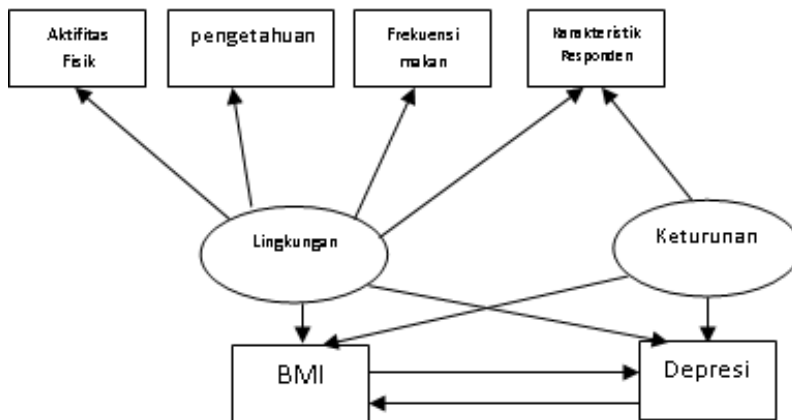 Aktifitas
Fisik
pengetahuan
Frekuensi
makan
Karakteristik
Responden
Lingkungan
Keturunan
BMI
Depresi